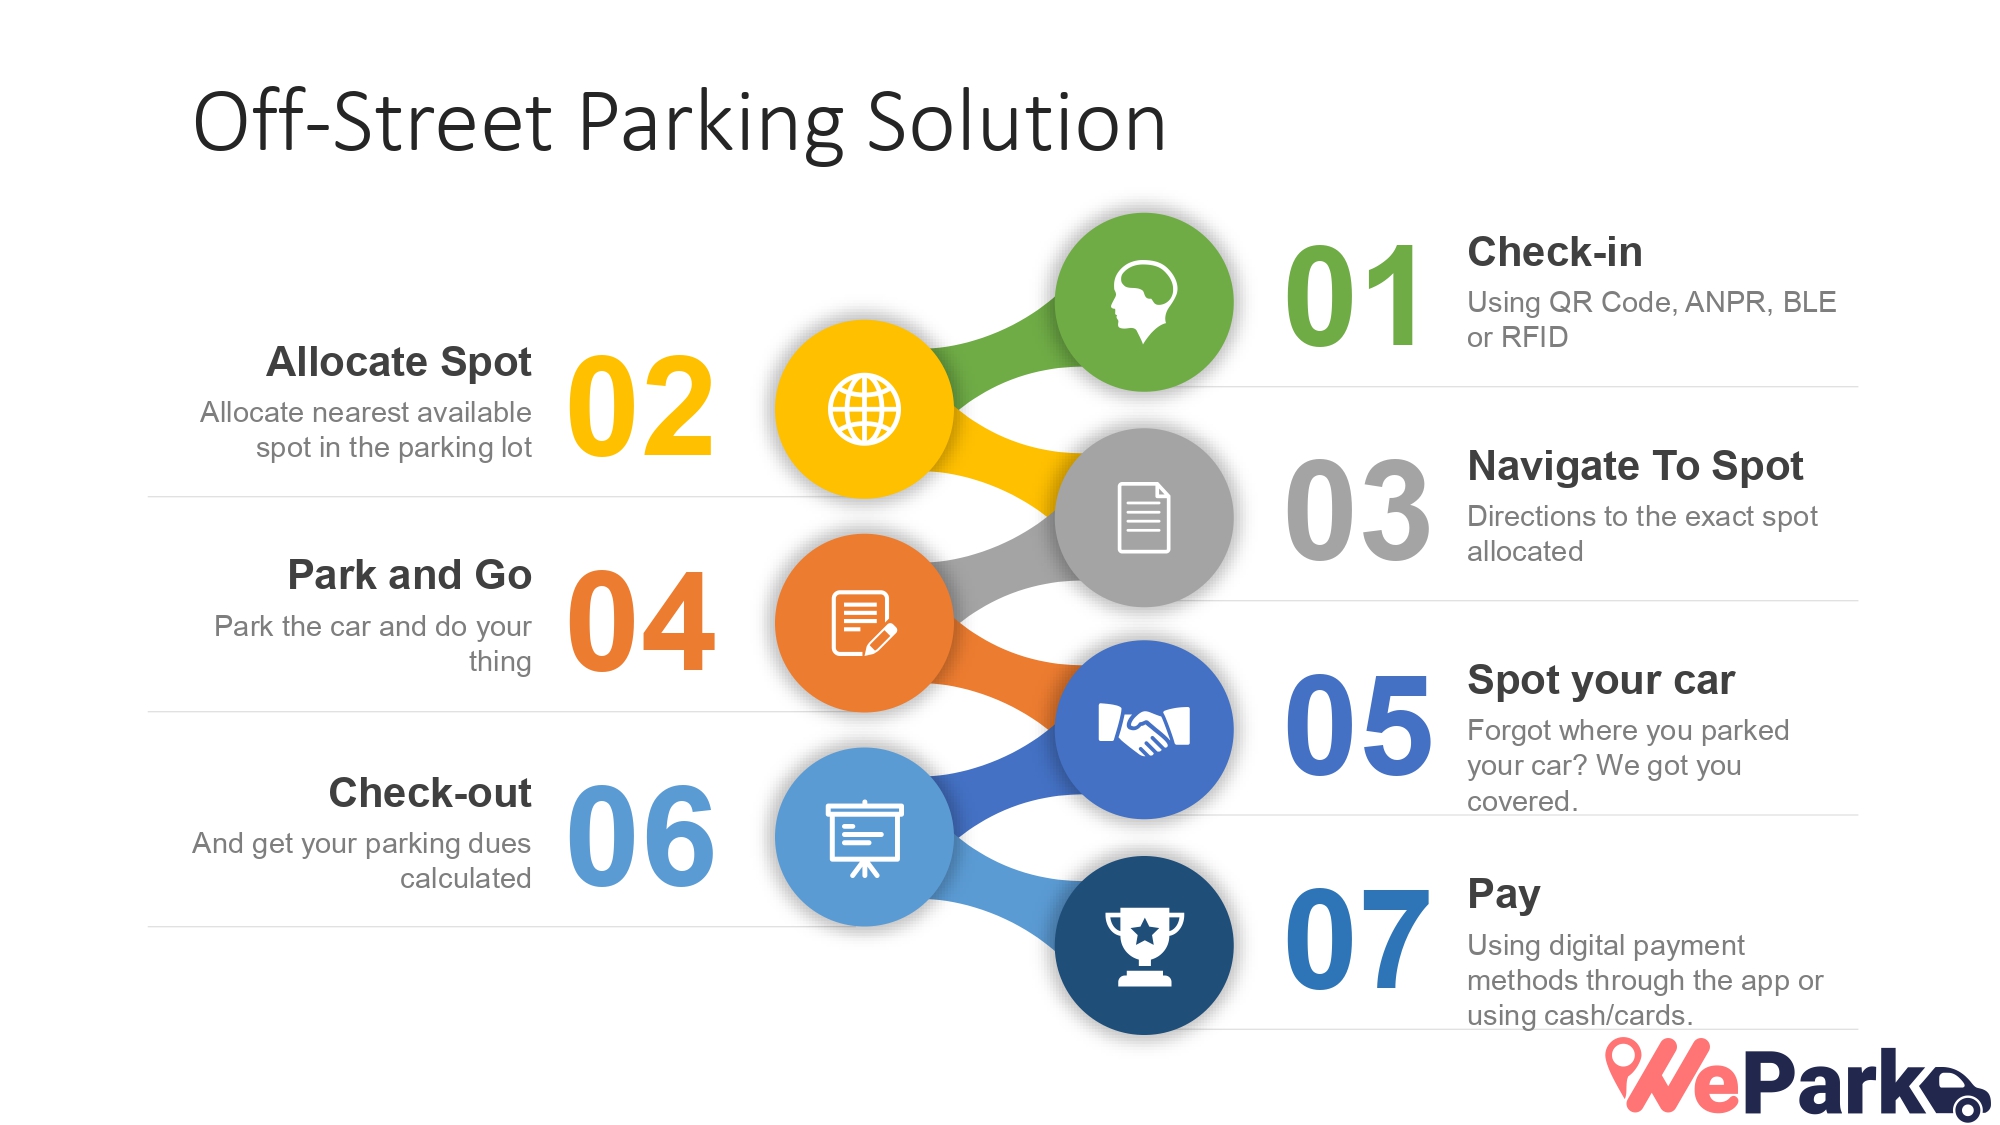 Off-Street Parking Solution
01
Check-in
Using QR Code, ANPR, BLE
or RFID
Allocate Spot
Allocate nearest available
spot in the parking lot
02
03
Navigate To Spot
Directions to the exact spot
allocated
Park and Go
Park the car and do your
thing
04
05
Spot your car
Forgot where you parked
your car? We got you
covered.
Check-out
And get your parking dues
calculated
06
07
Pay
Using digital payment
methods through the app or
using cash/cards.
WePark